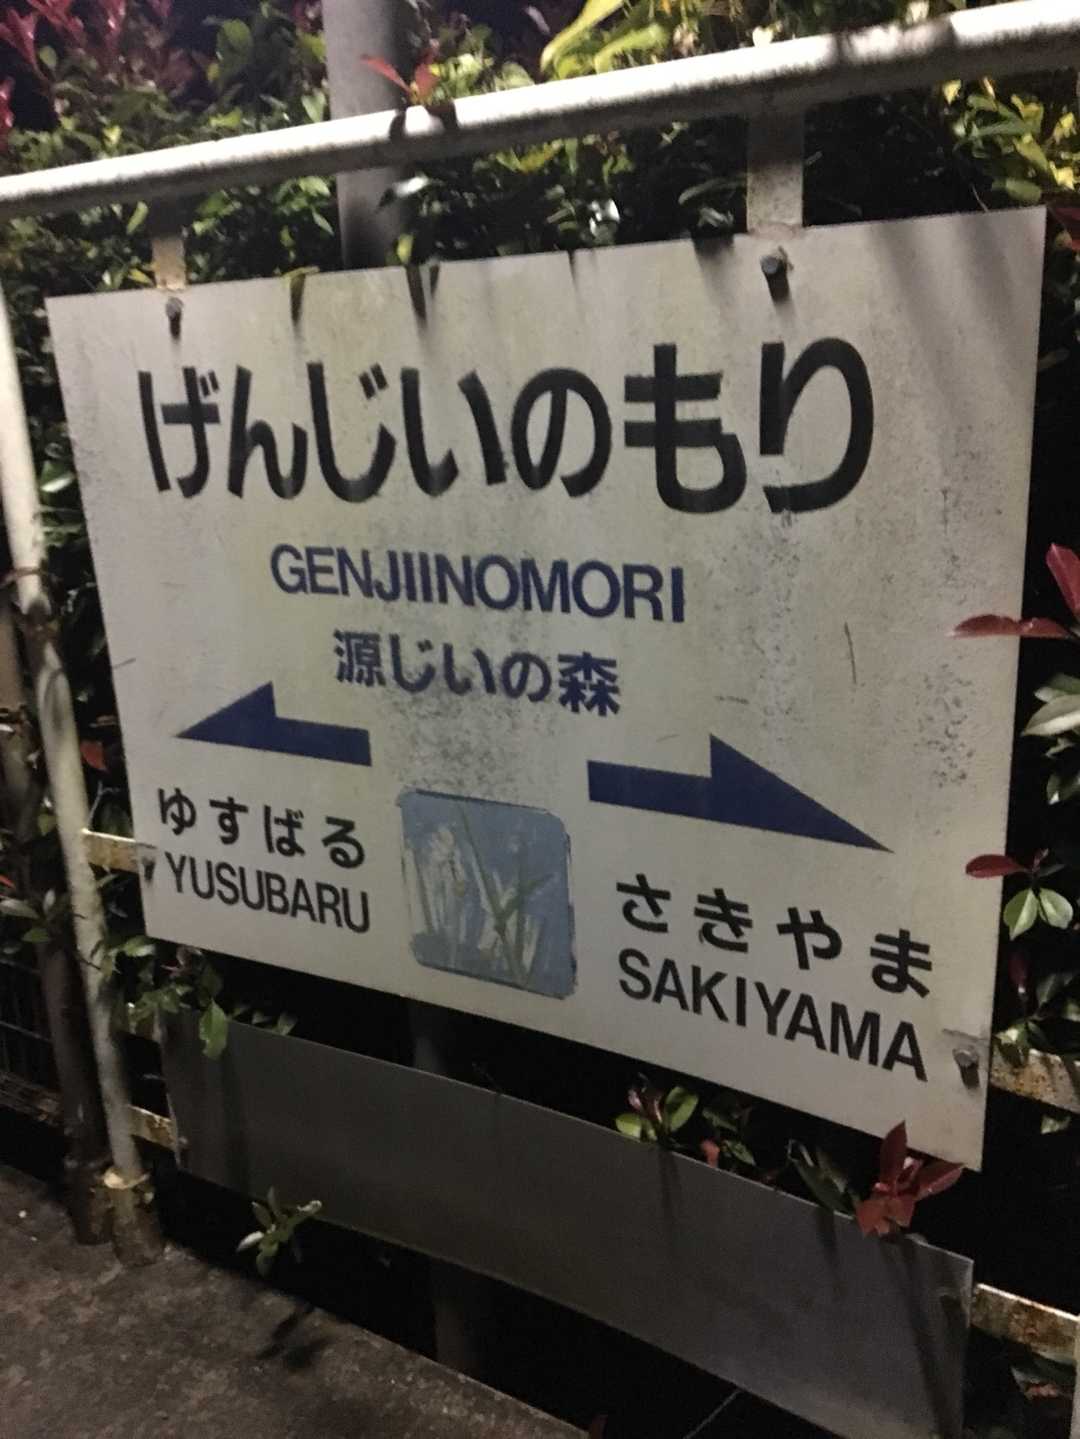 げんじいのもり
GENJIINOMORI
源じいの森
ゆすばる
YUSUBARU
さきやま
SAKIYAMA